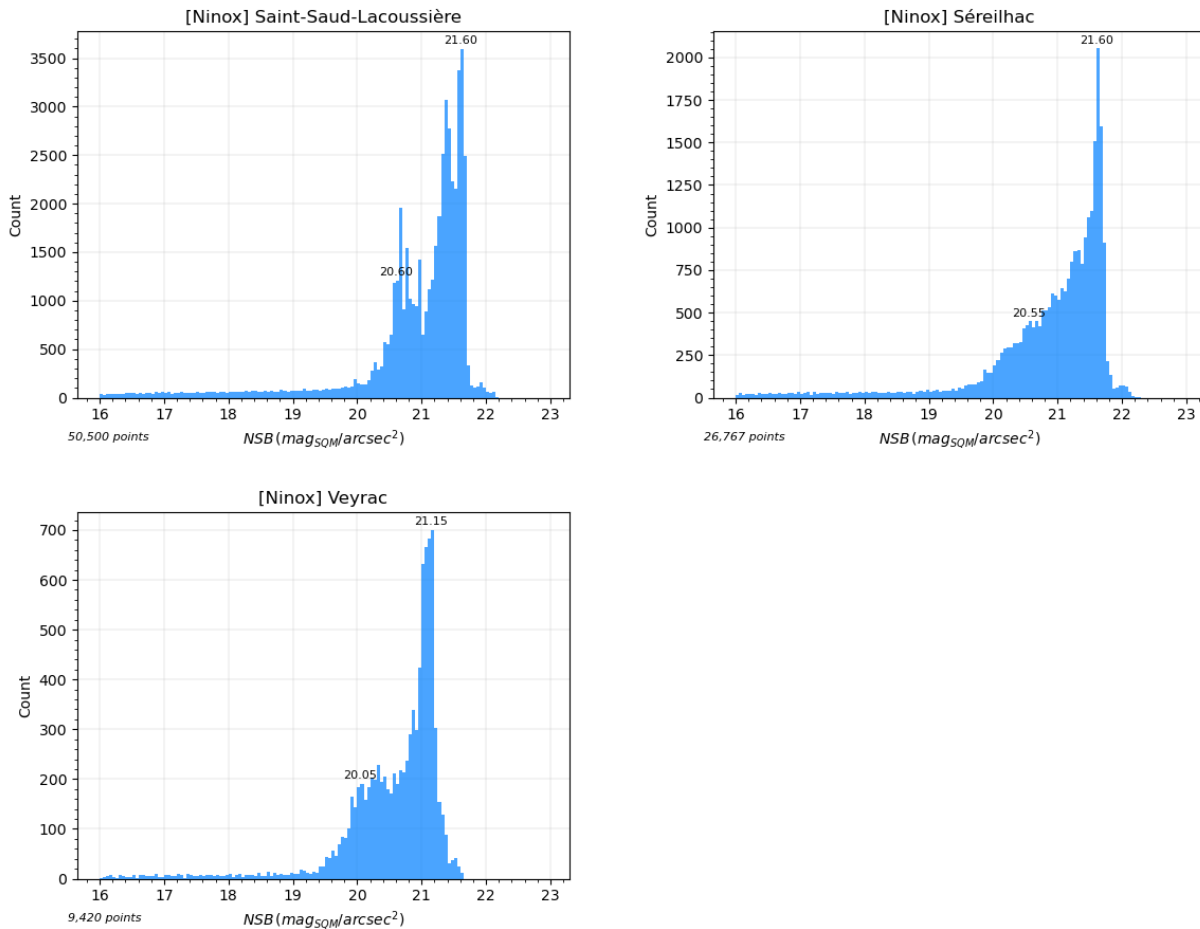 [Ninox] Saint-Saud-Lacoussière
21.60
3500
3000
2500
2000
1500
1000
500
0
Count
20.60
16 17 18 19 20 21 22 23
50,500 points
NSB (mag_SQM/arcsec²)
[Ninox] Séreilhac
21.60
2000
1750
1500
1250
1000
750
500
250
0
Count
20.55
16 17 18 19 20 21 22 23
26,767 points
NSB (mag_SQM/arcsec²)
[Ninox] Veyrac
21.15
700
600
500
400
300
200
100
0
Count
20.05
16 17 18 19 20 21 22 23
9,420 points
NSB (mag_SQM/arcsec²)